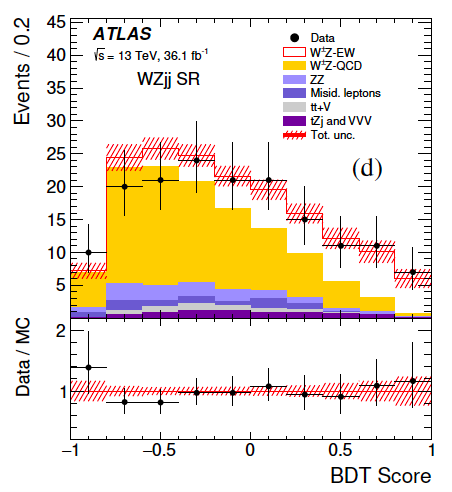 Events / 0.2
45
40
35
30
25
20
15
10
5
ATLAS
√s = 13 TeV, 36.1 fb⁻¹
WZjj SR
Data
W±Z-EW
W±Z-QCD
ZZ
Misid. leptons
tt+V
tZj and VVV
Tot. unc.
(d)
Data / MC
2
1
−1
−0.5
0
0.5
1
BDT Score